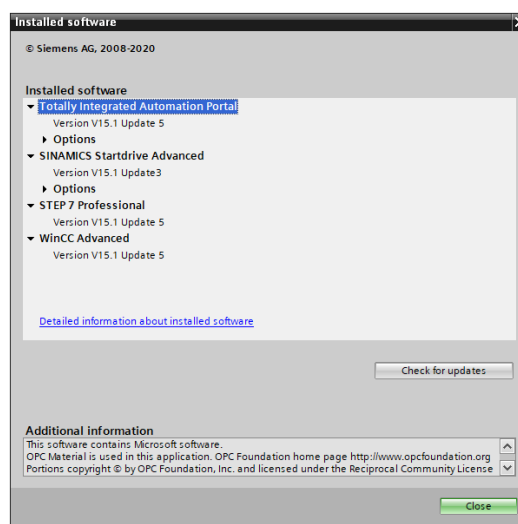 Installed software
© Siemens AG, 2008-2020
Installed software
Totally Integrated Automation Portal
Version V15.1 Update 5
Options
SINAMICS Startdrive Advanced
Version V15.1 Update3
Options
STEP 7 Professional
Version V15.1 Update 5
WinCC Advanced
Version V15.1 Update 5
Detailed information about installed software
Check for updates
Additional information
This software contains Microsoft software.
OPC Material is used in this application. OPC Foundation home page http://www.opcfoundation.org
Portions copyright © by OPC Foundation, Inc. and licensed under the Reciprocal Community License
Close